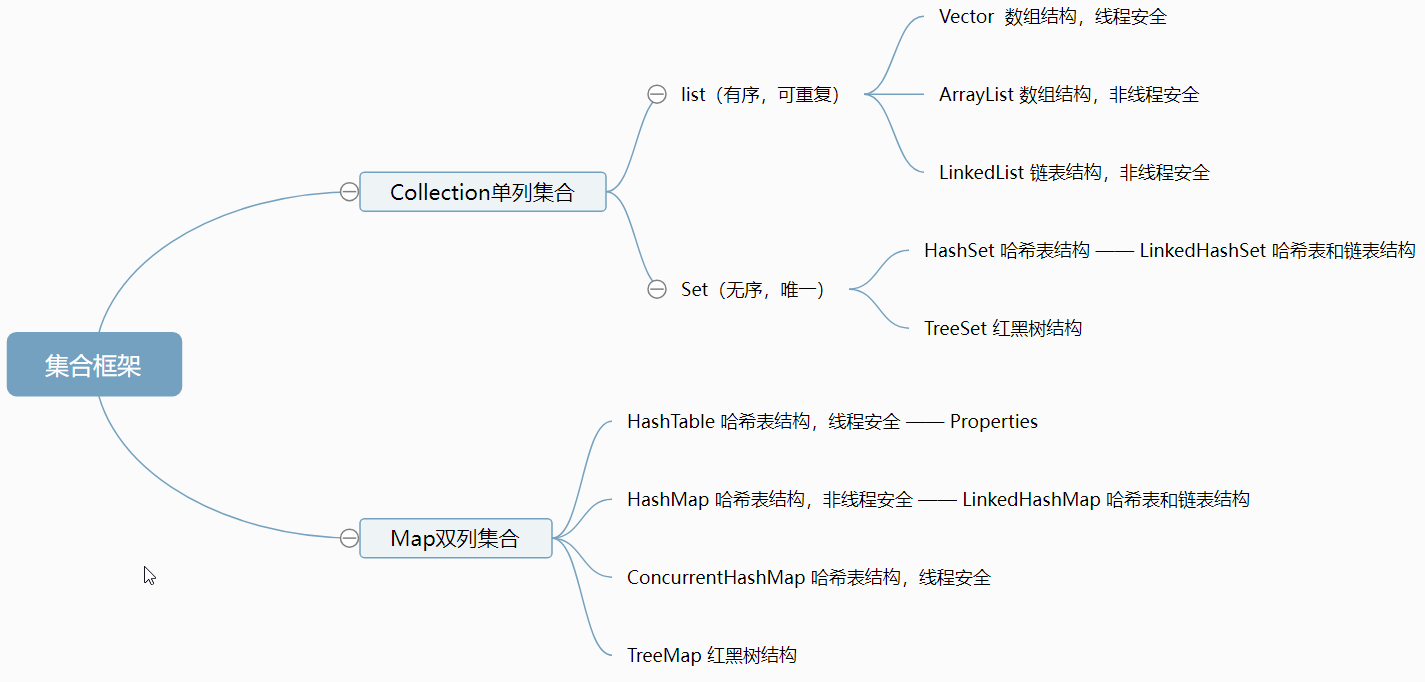 集合框架
Collection单列集合
list（有序，可重复）
Vector 数组结构，线程安全
ArrayList 数组结构，非线程安全
LinkedList 链表结构，非线程安全
Set（无序，唯一）
HashSet 哈希表结构 —— LinkedHashSet 哈希表和链表结构
TreeSet 红黑树结构
Map双列集合
HashTable 哈希表结构，线程安全 —— Properties
HashMap 哈希表结构，非线程安全 —— LinkedHashMap 哈希表和链表结构
ConcurrentHashMap 哈希表结构，线程安全
TreeMap 红黑树结构